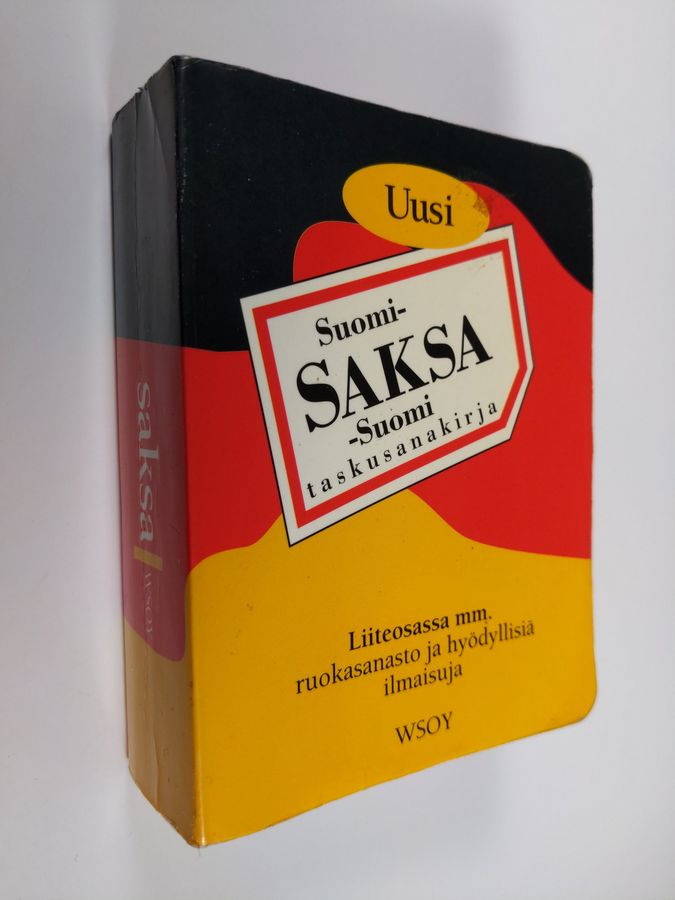 Uusi
Suomi-
SAKSA
-Suomi
taskusanakirja
Liiteosassa mm.
ruokasanasto ja hyödyllisiä
ilmaisuja
WSOY
saksa WSOY